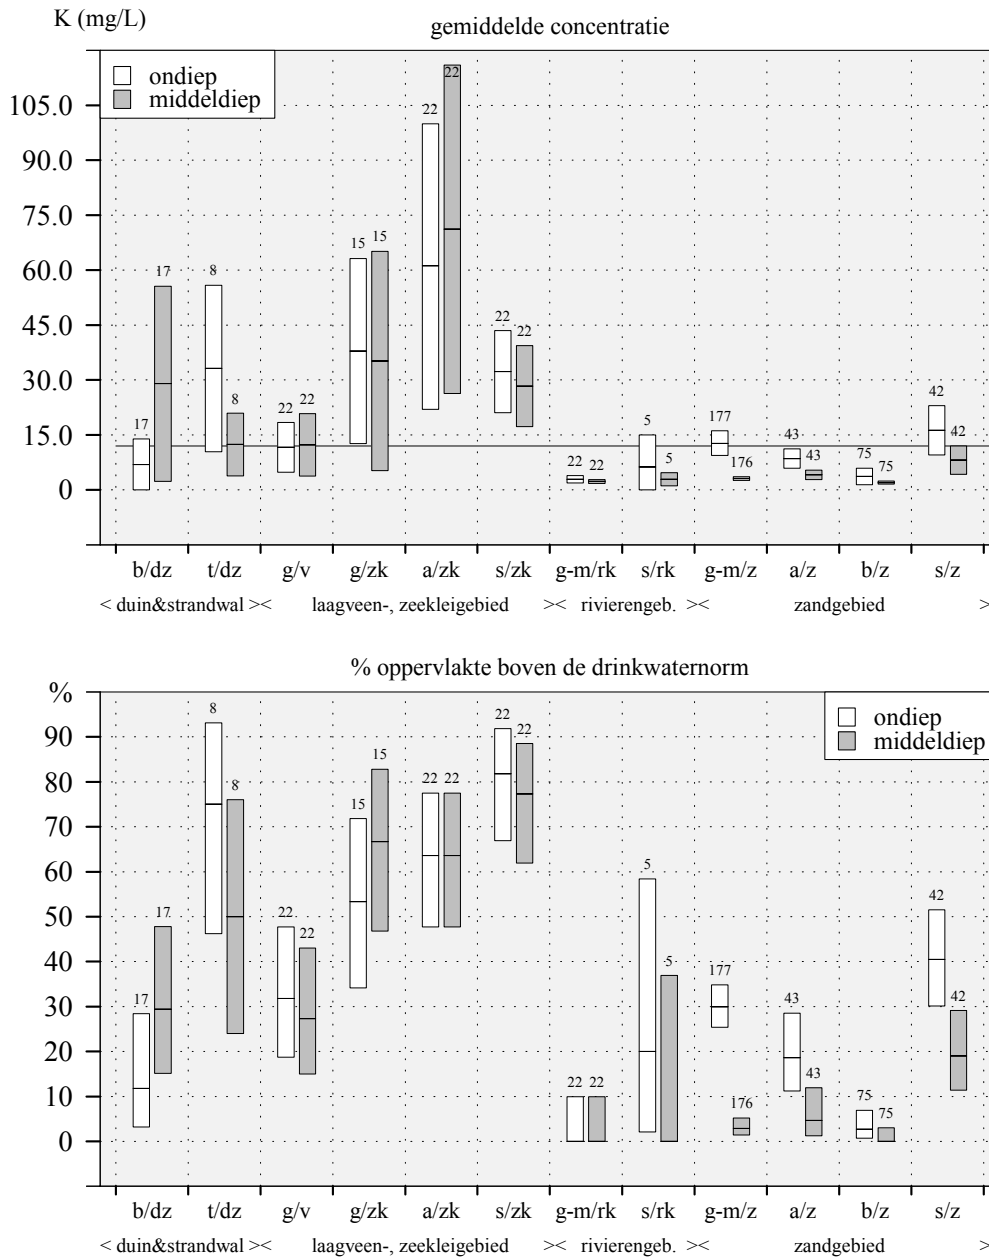 K (mg/L)
gemiddelde concentratie
ondiep
middeldiep
105.0
90.0
75.0
60.0
45.0
30.0
15.0
0
17 17 8 8 22 22 15 15 22 22 22 22 22 22 5 5 177 176 43 43 75 75 42 42
b/dz t/dz g/v g/zk a/zk s/zk g-m/rk s/rk g-m/z a/z b/z s/z
< duin&strandwal >< laagveen-, zeekleigebied >< rivierengeb. >< zandgebied >
% oppervlakte boven de drinkwaternorm
%
ondiep
middeldiep
90
80
70
60
50
40
30
20
10
0
17 17 8 8 22 22 15 15 22 22 22 22 22 22 5 5 177 176 43 43 75 75 42 42
b/dz t/dz g/v g/zk a/zk s/zk g-m/rk s/rk g-m/z a/z b/z s/z
< duin&strandwal >< laagveen-, zeekleigebied >< rivierengeb. >< zandgebied >